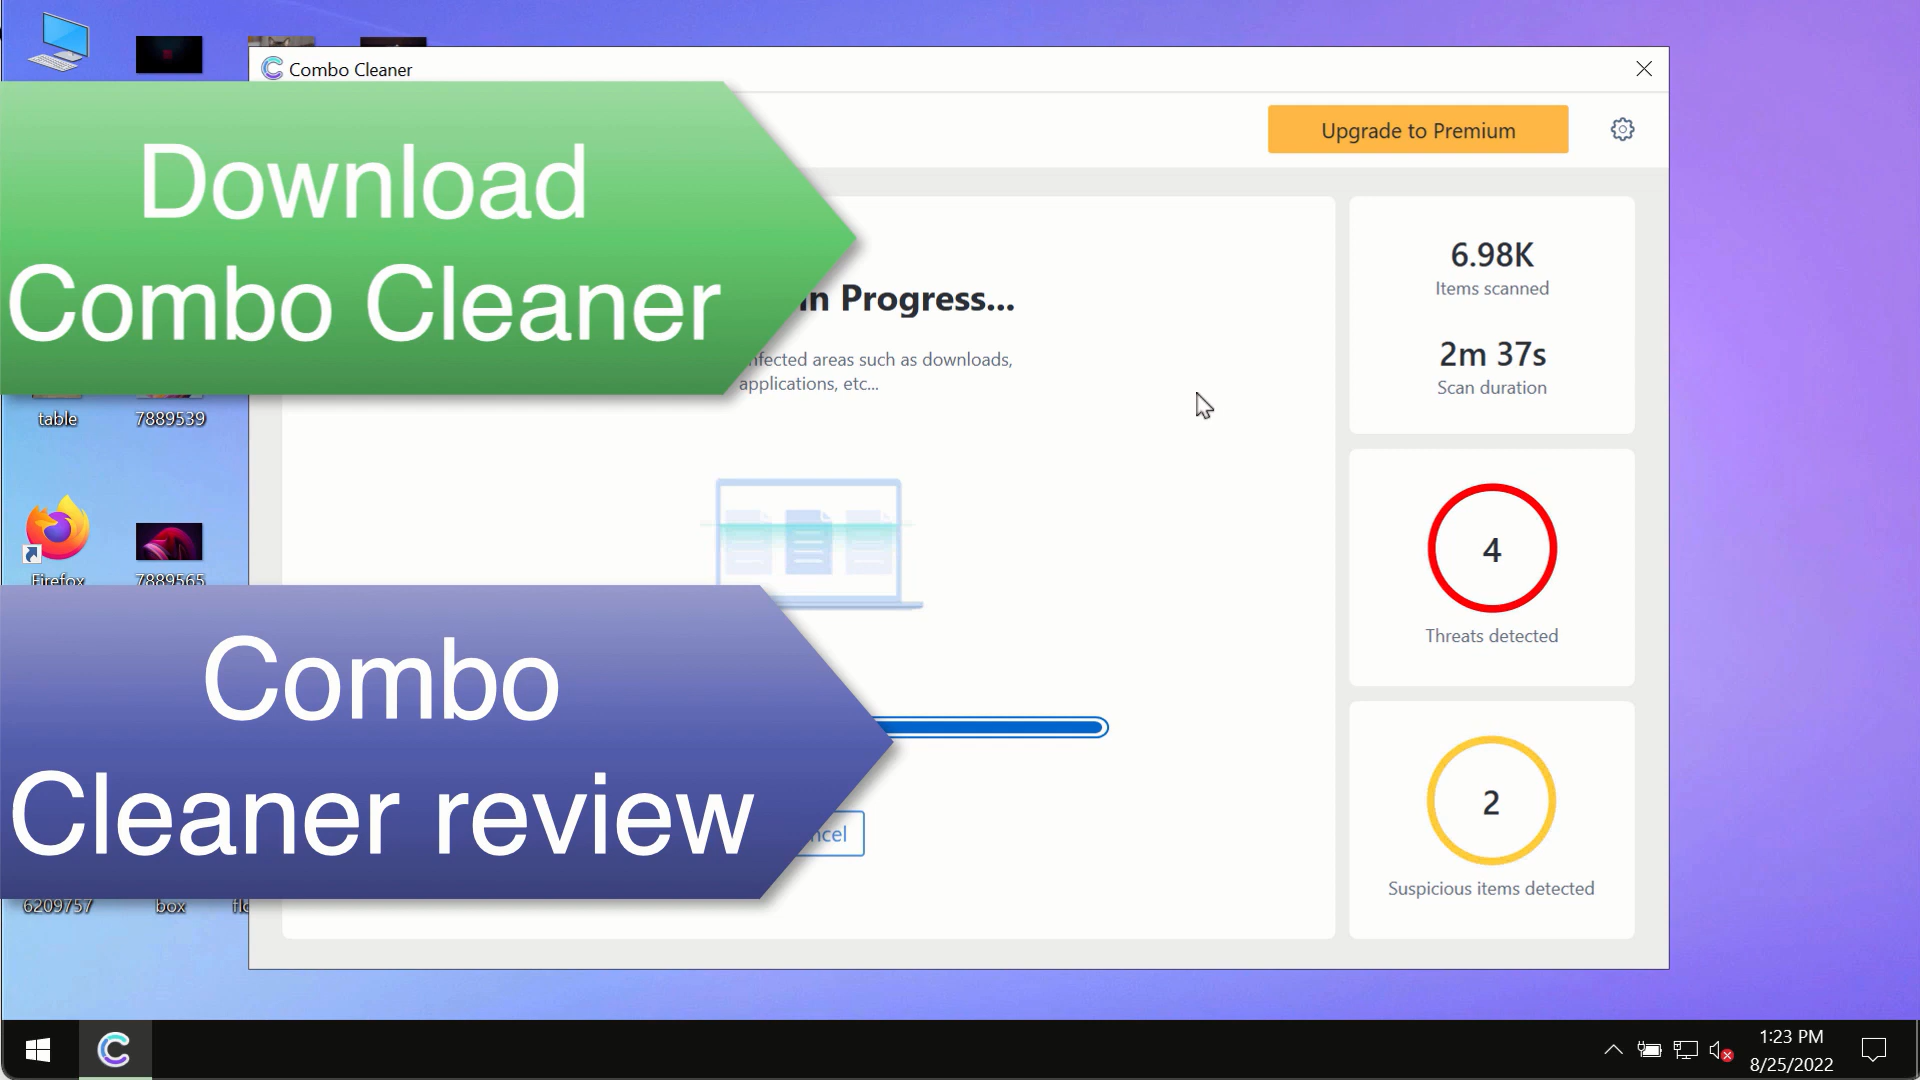 Combo Cleaner
Upgrade to Premium
Download
Combo Cleaner
in Progress...
infected areas such as downloads,
applications, etc...
6.98K
Items scanned
2m 37s
Scan duration
table
7889539
4
Threats detected
Firefox
7889565
Combo
Cleaner review
2
Suspicious items detected
6209757
box
1:23 PM
8/25/2022